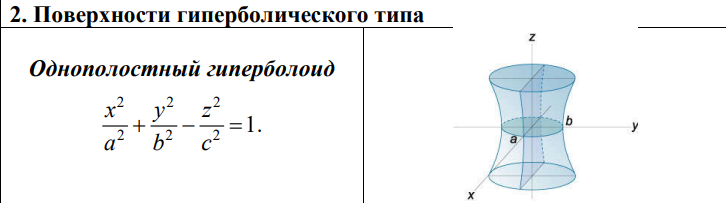 2. Поверхности гиперболического типа
Однополостный гиперболоид
x²/a² + y²/b² − z²/c² = 1.
z
b
y
a
x